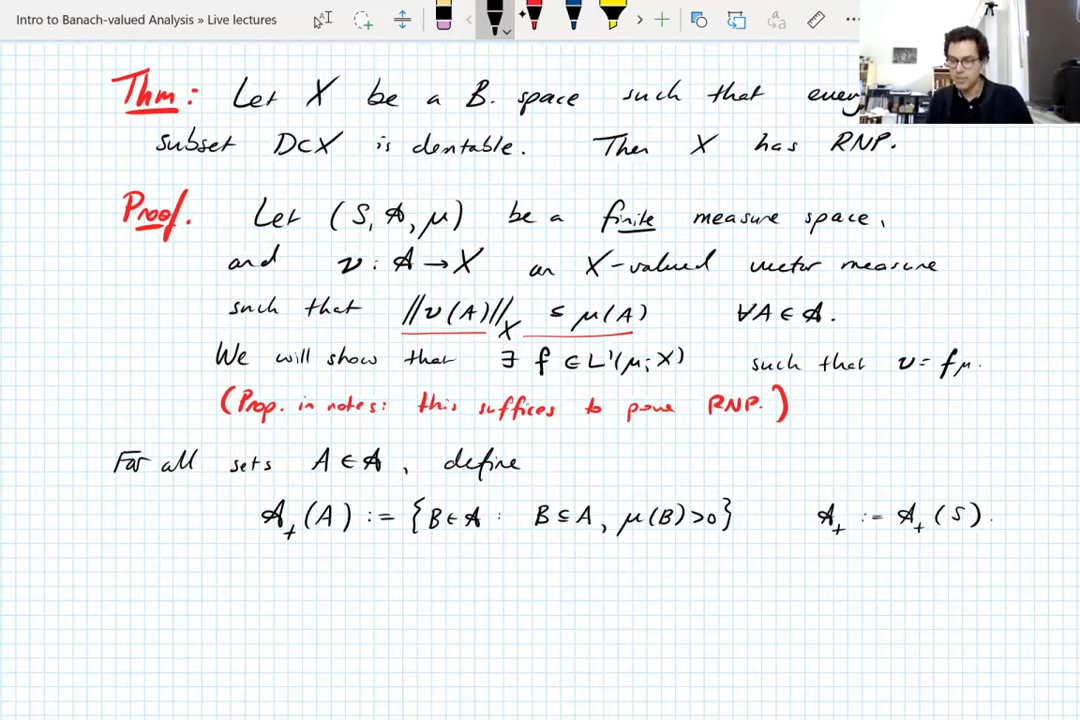 Intro to Banach-valued Analysis » Live lectures
Thm: Let X be a B. space such that every
subset D⊂X is dentable. Then X has RNP.
Proof. Let (S, 𝒜, μ) be a finite measure space,
and ν : 𝒜 → X an X-valued vector measure
such that ||ν(A)||_X ≤ μ(A) ∀A ∈ 𝒜.
We will show that ∃ f ∈ L¹(μ; X) such that ν = fμ.
(Prop. in notes: this suffices to prove RNP.)
For all sets A ∈ 𝒜, define
𝒜₊(A) := {B ∈ 𝒜 : B ⊆ A, μ(B) > 0} 𝒜₊ := 𝒜₊(S).